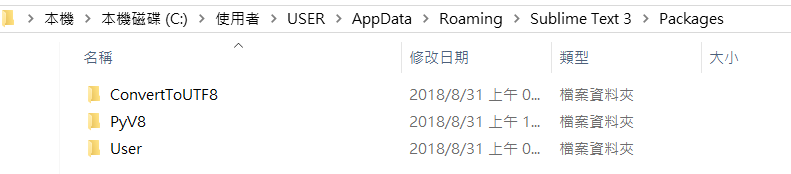 本機 > 本機磁碟 (C:) > 使用者 > USER > AppData > Roaming > Sublime Text 3 > Packages
名稱 修改日期 類型 大小
ConvertToUTF8 2018/8/31 上午 0... 檔案資料夾
PyV8 2018/8/31 上午 1... 檔案資料夾
User 2018/8/31 上午 0... 檔案資料夾